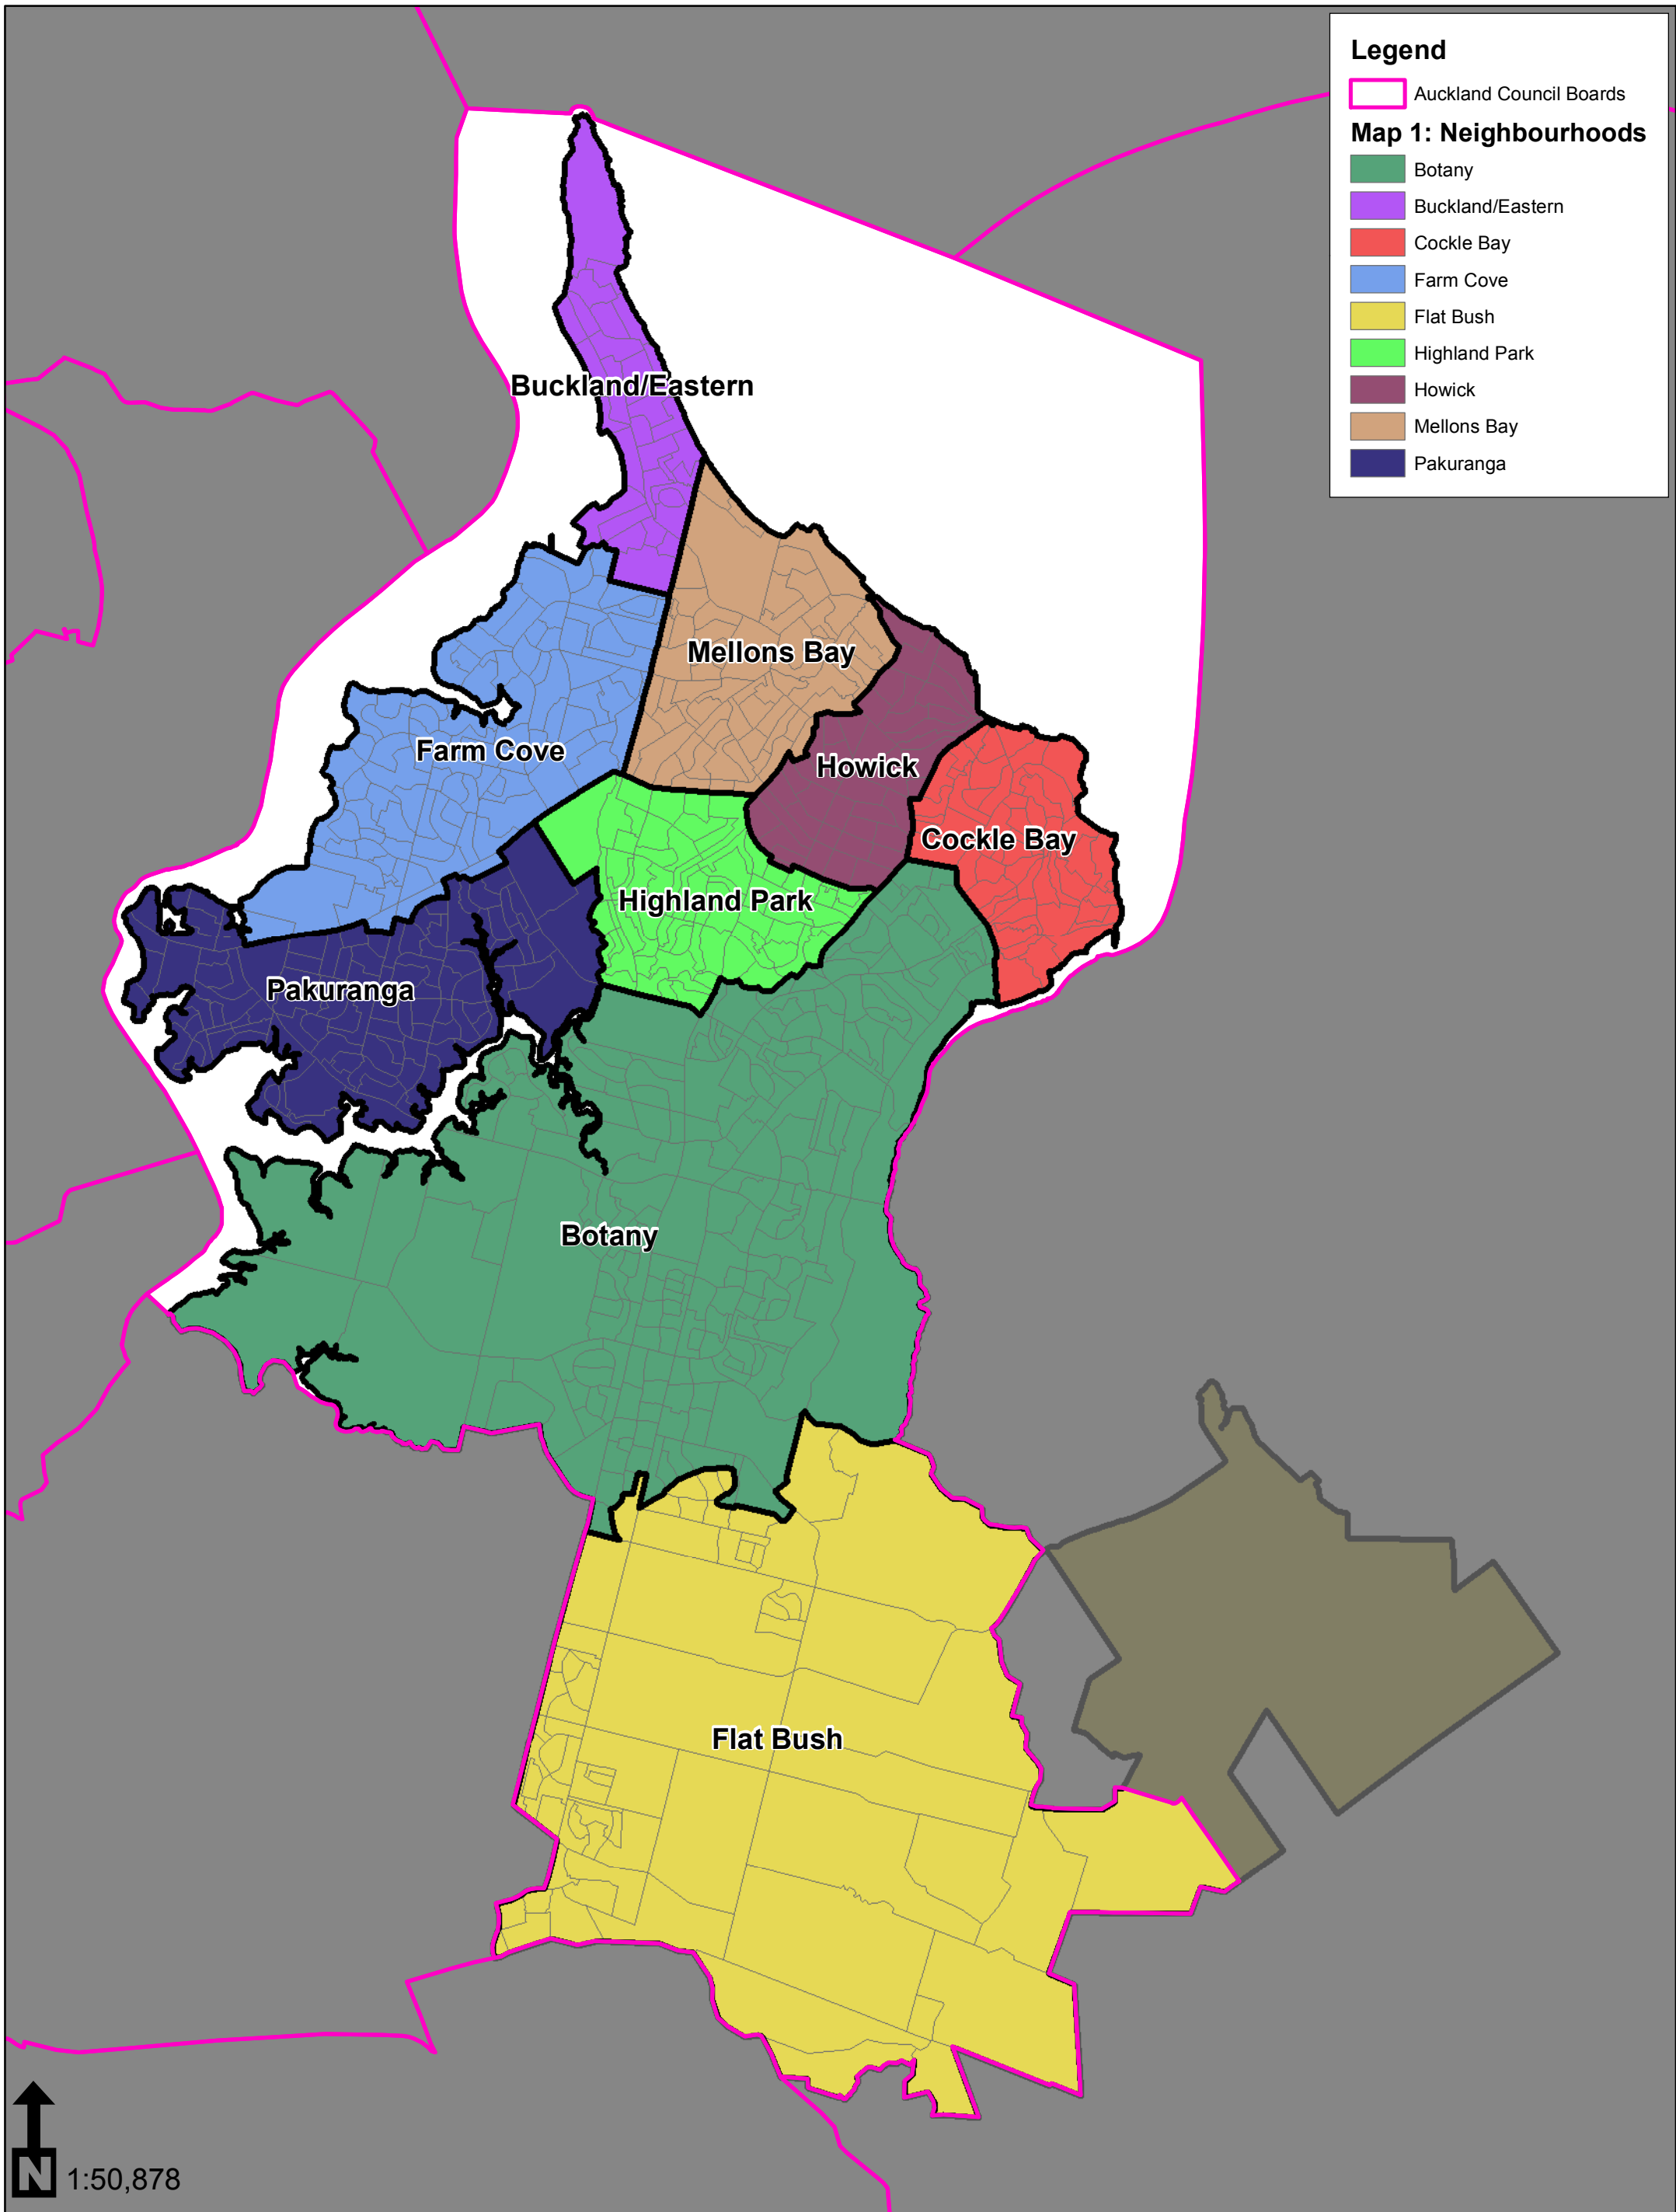 Legend
Auckland Council Boards
Map 1: Neighbourhoods
Botany
Buckland/Eastern
Cockle Bay
Farm Cove
Flat Bush
Highland Park
Howick
Mellons Bay
Pakuranga
Buckland/Eastern
Mellons Bay
Farm Cove
Howick
Cockle Bay
Highland Park
Pakuranga
Botany
Flat Bush
N 1:50,878